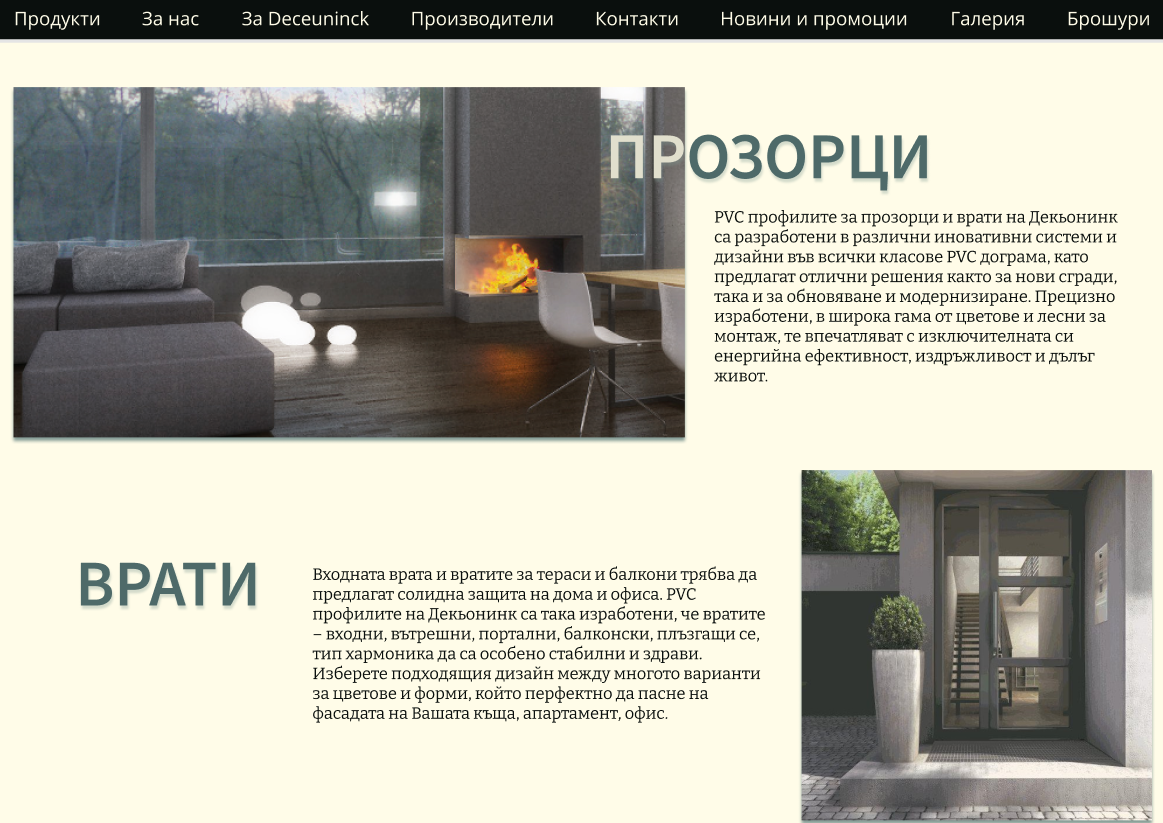 Продукти За нас За Deceuninck Производители Контакти Новини и промоции Галерия Брошури
ПРОЗОРЦИ
PVC профилите за прозорци и врати на Декьонинк
са разработени в различни иновативни системи и
дизайни във всички класове PVC дограма, като
предлагат отлични решения както за нови сгради,
така и за обновяване и модернизиране. Прецизно
изработени, в широка гама от цветове и лесни за
монтаж, те впечатляват с изключителната си
енергийна ефективност, издръжливост и дълъг
живот.
ВРАТИ
Входната врата и вратите за тераси и балкони трябва да
предлагат солидна защита на дома и офиса. PVC
профилите на Декьонинк са така изработени, че вратите
– входни, вътрешни, портални, балконски, плъзгащи се,
тип хармоника да са особено стабилни и здрави.
Изберете подходящия дизайн между многото варианти
за цветове и форми, който перфектно да пасне на
фасадата на Вашата къща, апартамент, офис.